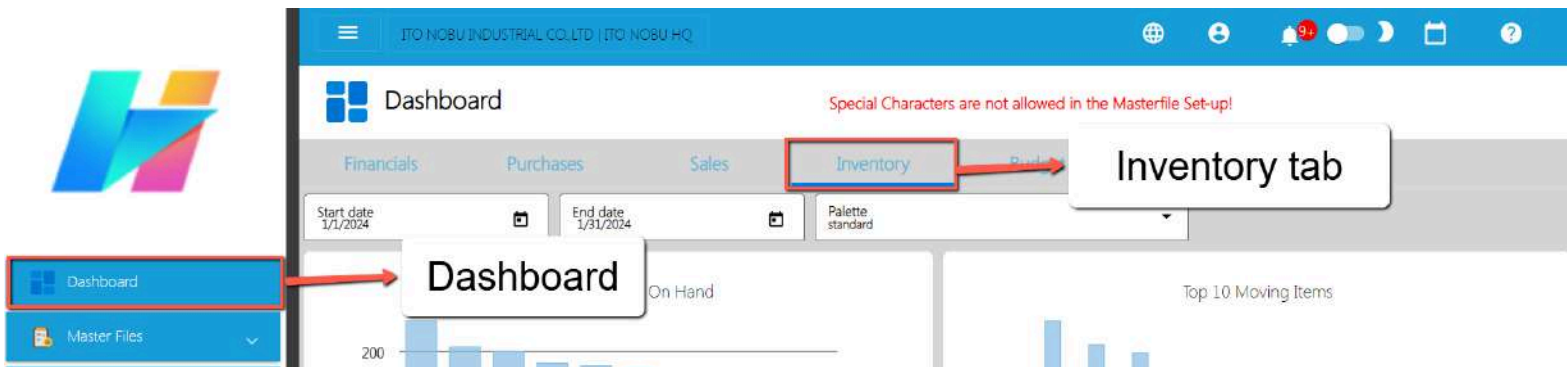 ITO NOBU INDUSTRIAL CO.,LTD | ITO NOBU HQ
9+
Dashboard
Special Characters are not allowed in the Masterfile Set-up!
Financials
Purchases
Sales
Inventory
Inventory tab
Start date
1/1/2024
End date
1/31/2024
Palette
standard
Dashboard
Dashboard
On Hand
Top 10 Moving Items
Master Files
200